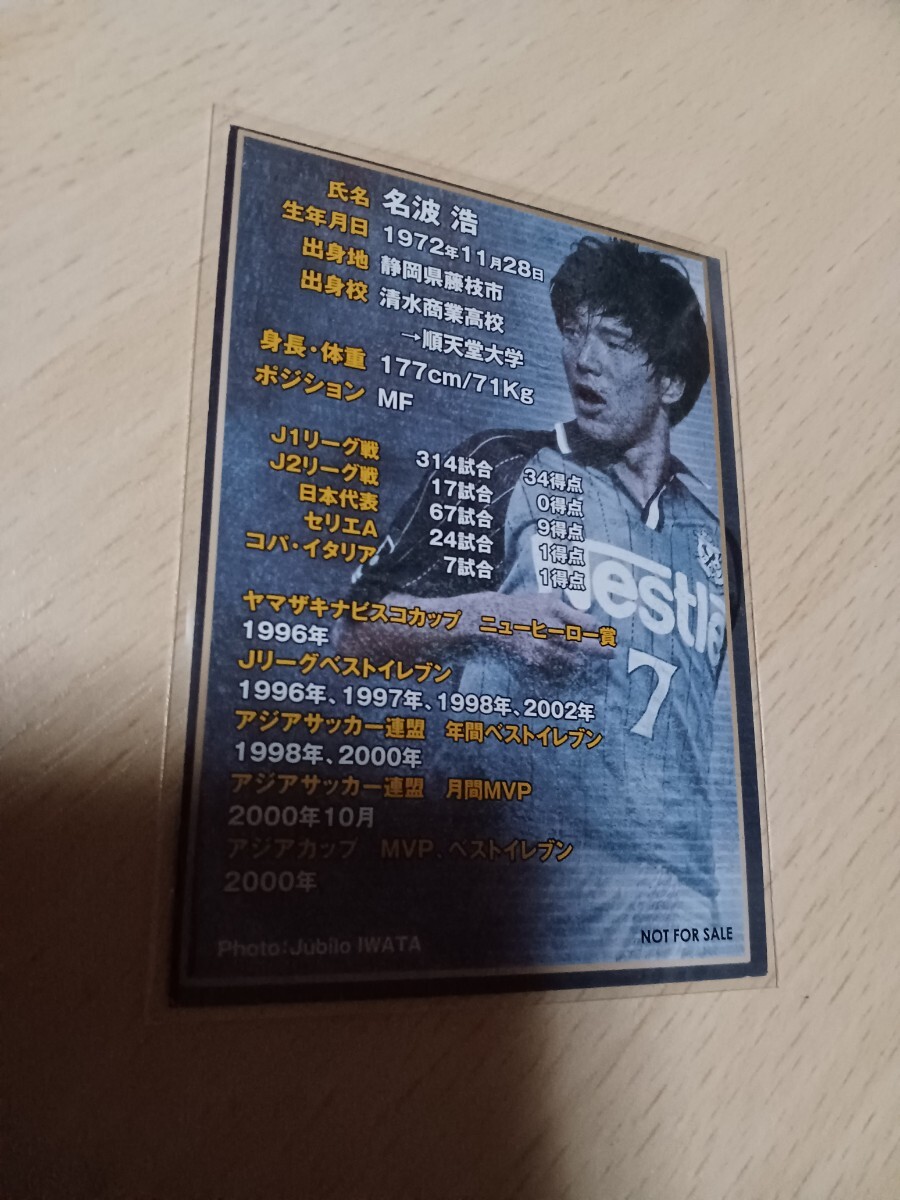 氏名 名波 浩
生年月日 1972年11月28日
出身地 静岡県藤枝市
出身校 清水商業高校
→順天堂大学
身長・体重 177cm/71Kg
ポジション MF
J1リーグ戦 314試合 34得点
J2リーグ戦 17試合 0得点
日本代表 67試合 9得点
セリエA 24試合 1得点
コパ・イタリア 7試合 1得点
ヤマザキナビスコカップ ニューヒーロー賞
1996年
Jリーグベストイレブン
1996年、1997年、1998年、2002年
アジアサッカー連盟 年間ベストイレブン
1998年、2000年
アジアサッカー連盟 月間MVP
2000年10月
アジアカップ MVP、ベストイレブン
2000年
Nestlé
7
Photo:Jubilo IWATA
NOT FOR SALE